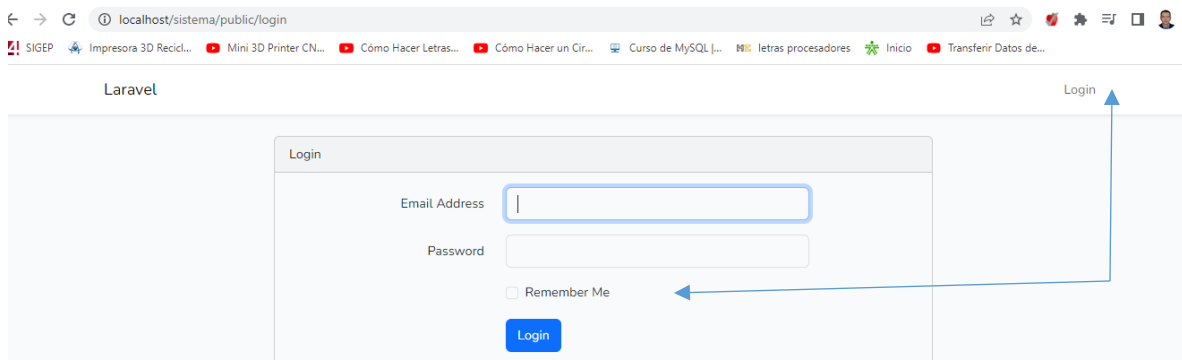 localhost/sistema/public/login
SIGEP Impresora 3D Recicl... Mini 3D Printer CN... Cómo Hacer Letras... Cómo Hacer un Cir... Curso de MySQL |... letras procesadores Inicio Transferir Datos de...
Laravel Login
Login
Email Address
Password
Remember Me
Login